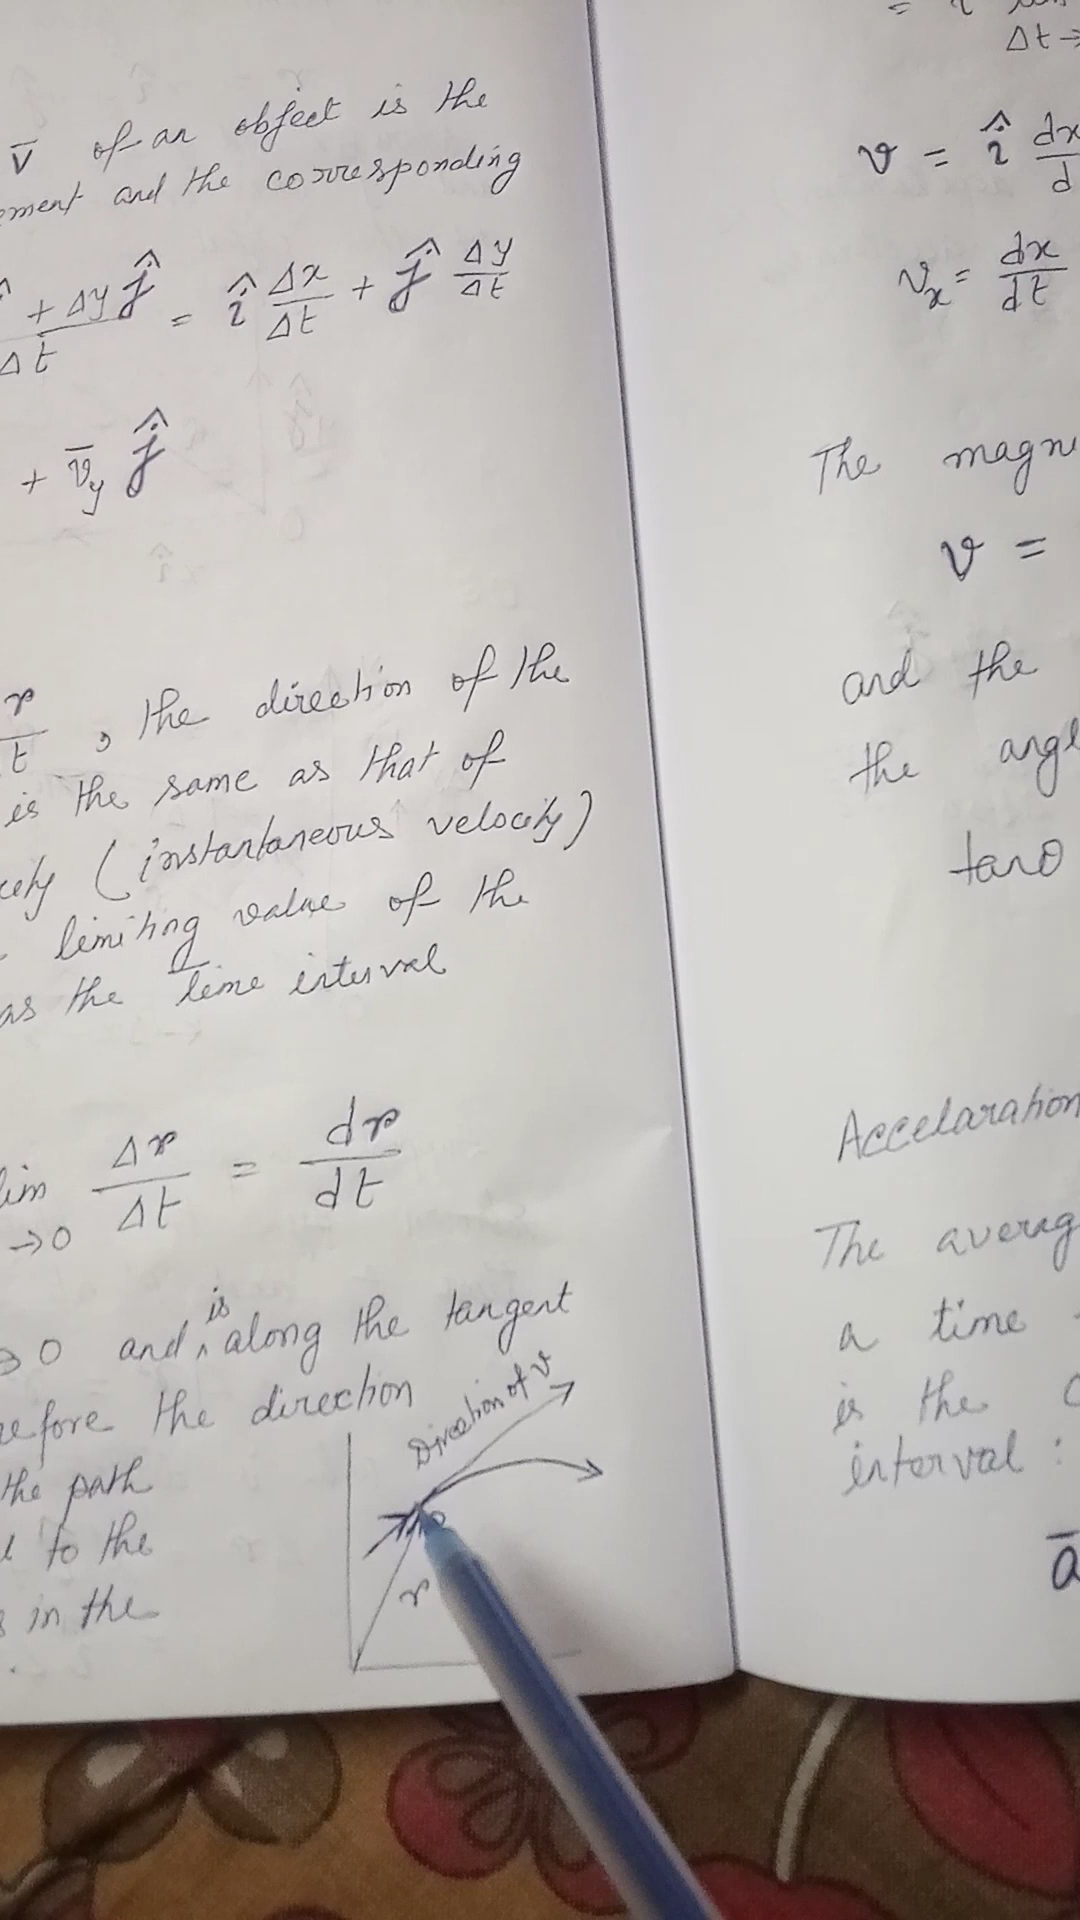 v̄ of an object is the
ement and the corresponding
+ Δy ĵ / Δt = î Δx/Δt + ĵ Δy/Δt
+ v̄y ĵ
r/t , the direction of the
is the same as that of
city (instantaneous velocity)
limiting value of the
as the time interval
lim →0 Δr/Δt = dr/dt
→ 0 and is along the tangent
refore the direction
the path
to the
in the
Direction of v
r
Δt →
v = î dx/d
vx = dx/dt
The magni
v =
and the
the angl
tanθ
Accelaration
The averag
a time
is the
interval :
ā